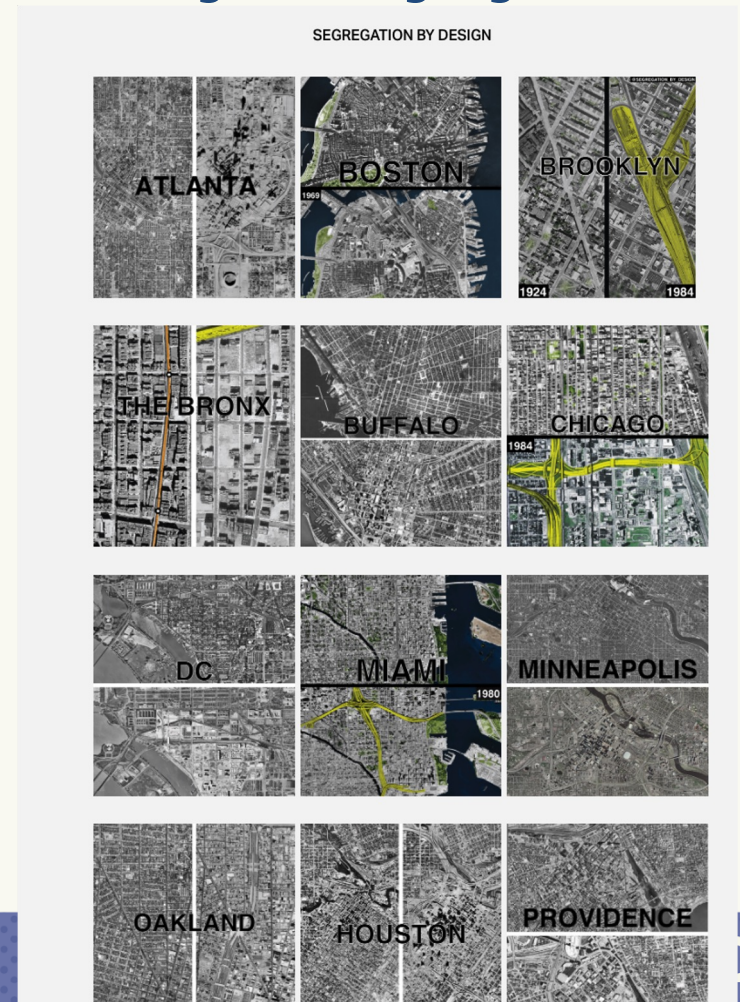 SEGREGATION BY DESIGN
@SEGREGATION_BY_DESIGN
ATLANTA
BOSTON
1969
BROOKLYN
1924
1984
THE BRONX
BUFFALO
CHICAGO
1984
DC
MIAMI
1980
MINNEAPOLIS
OAKLAND
HOUSTON
PROVIDENCE